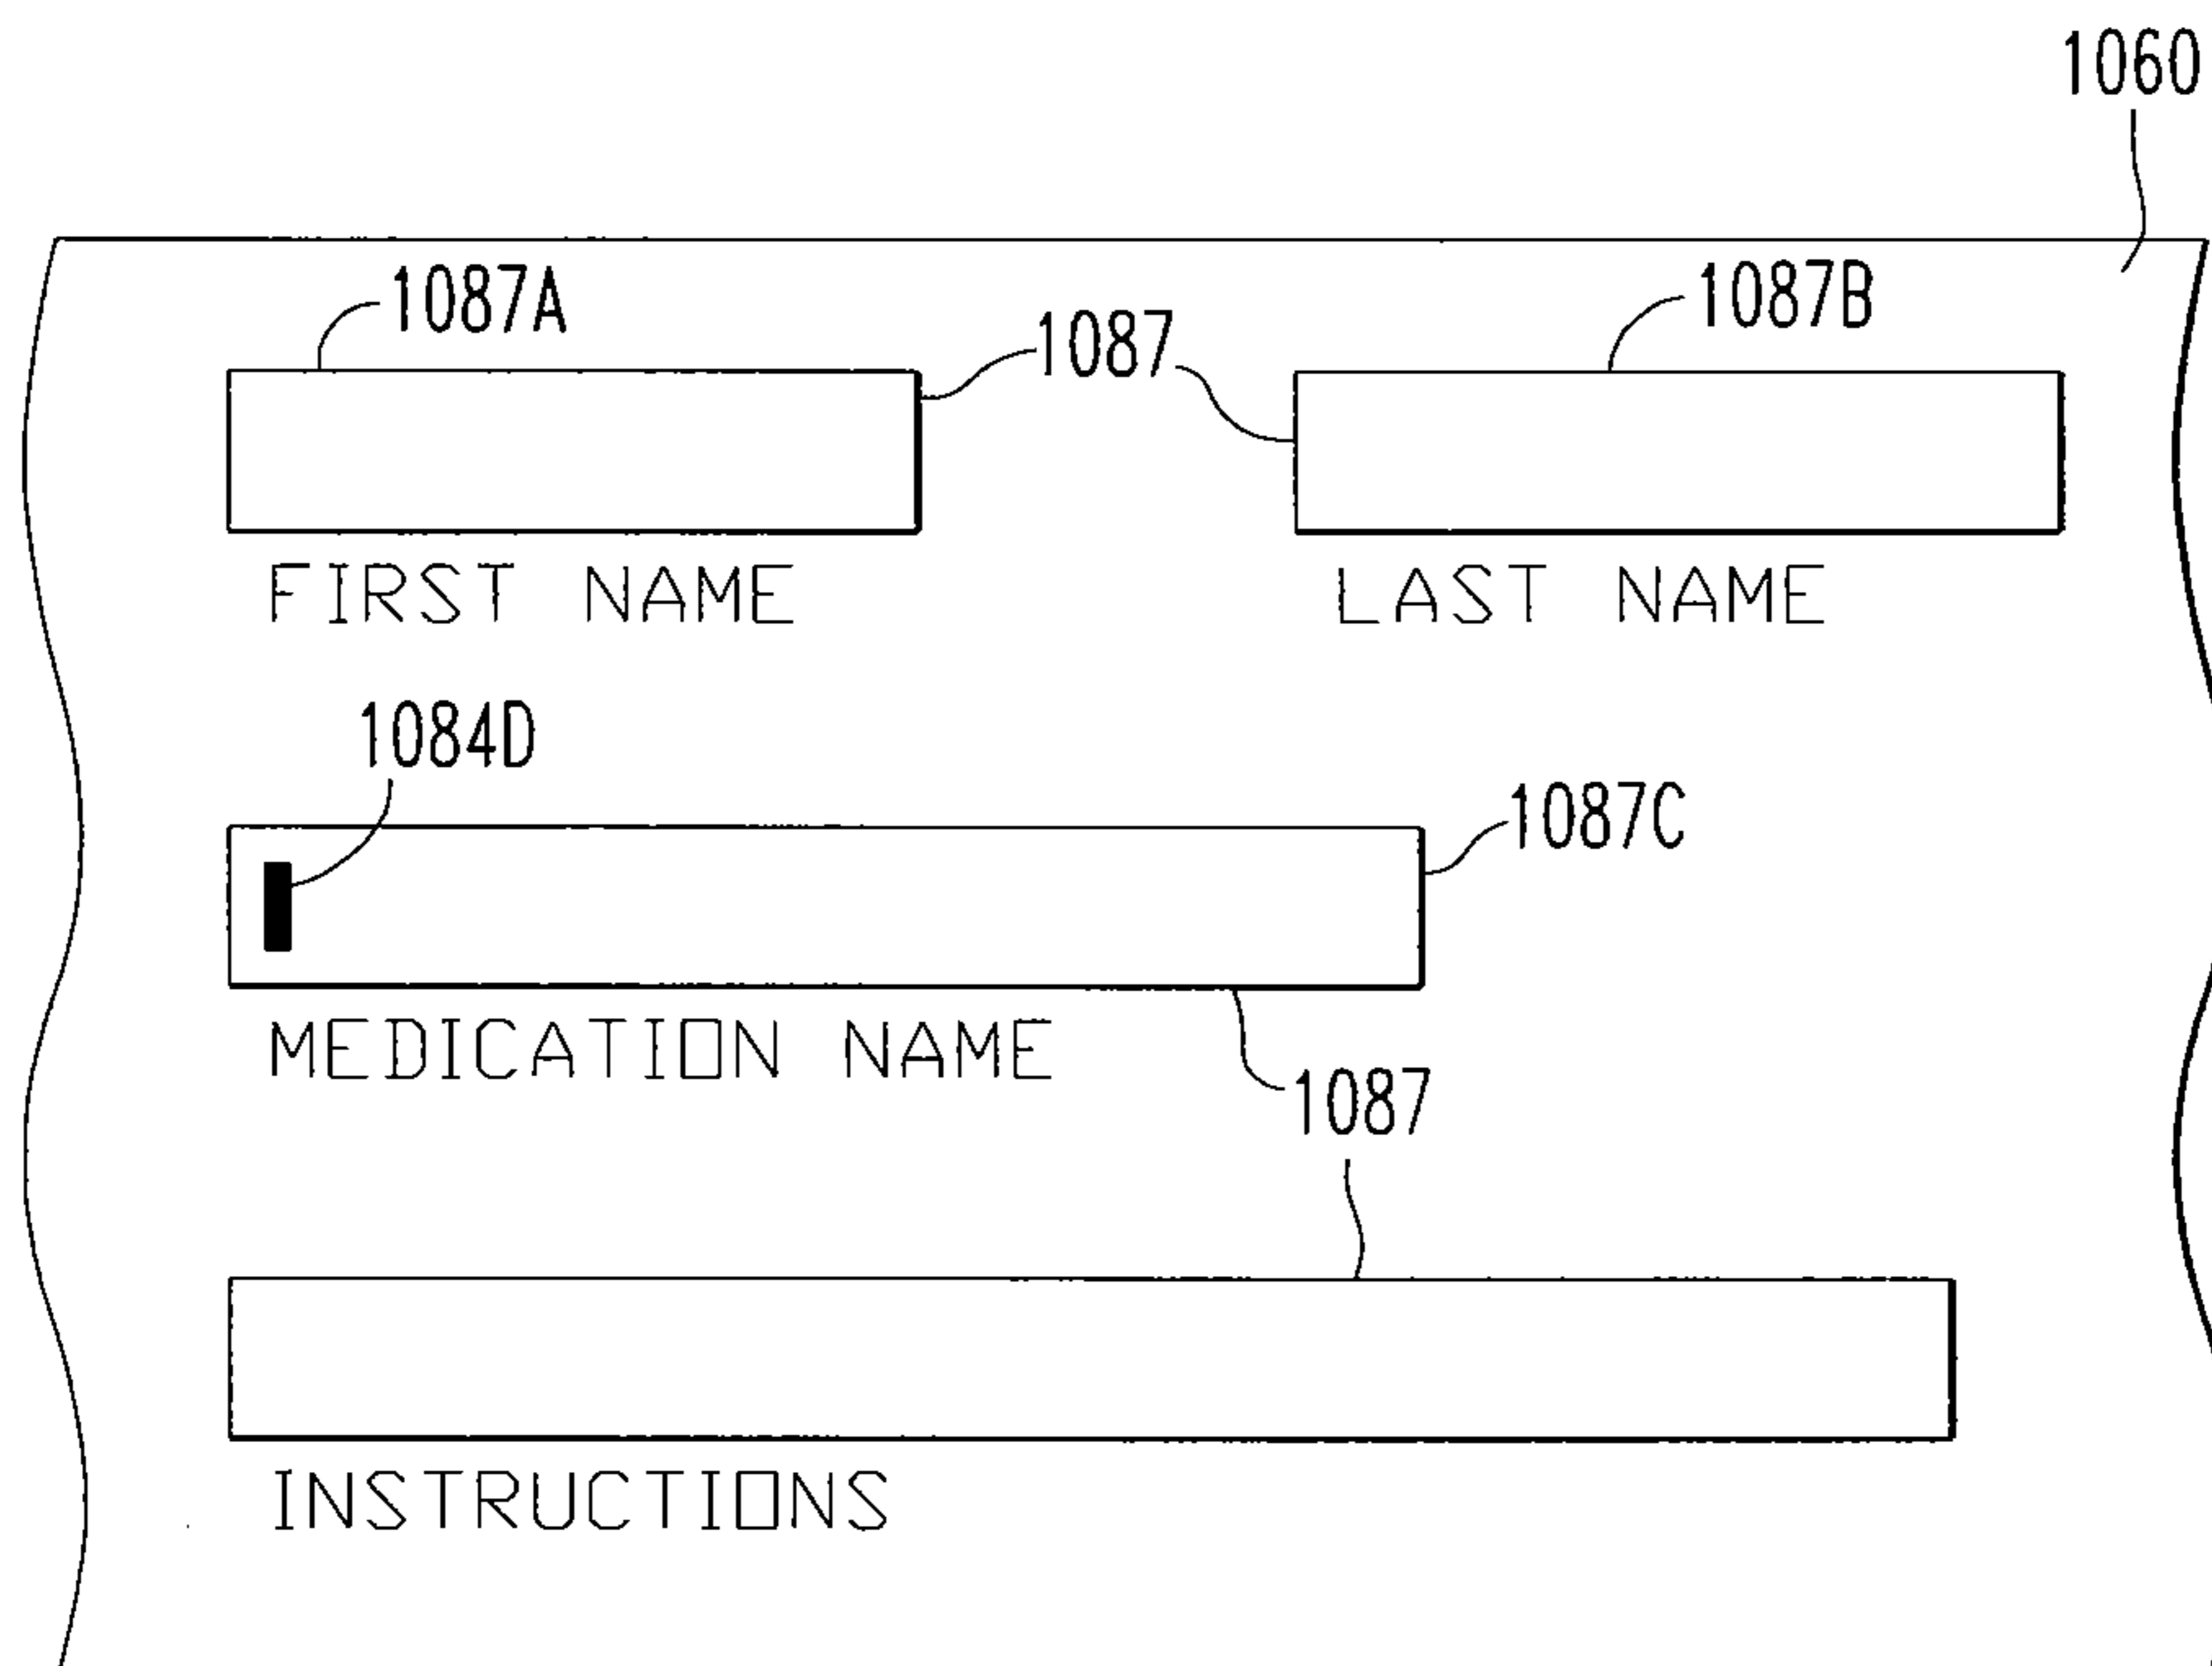 1060
1087A 1087 1087B
FIRST NAME LAST NAME
1084D
1087C
MEDICATION NAME
1087
INSTRUCTIONS